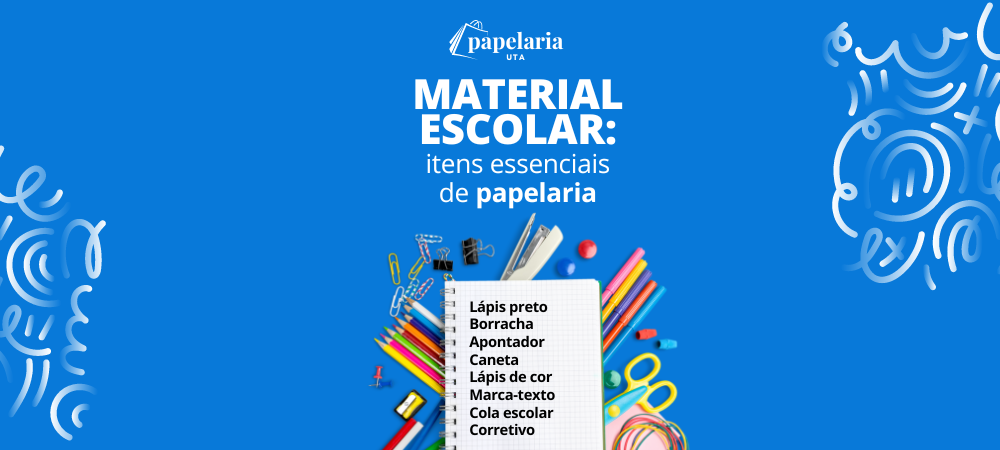 papelaria
UTA
MATERIAL
ESCOLAR:
itens essenciais
de papelaria
Lápis preto
Borracha
Apontador
Caneta
Lápis de cor
Marca-texto
Cola escolar
Corretivo